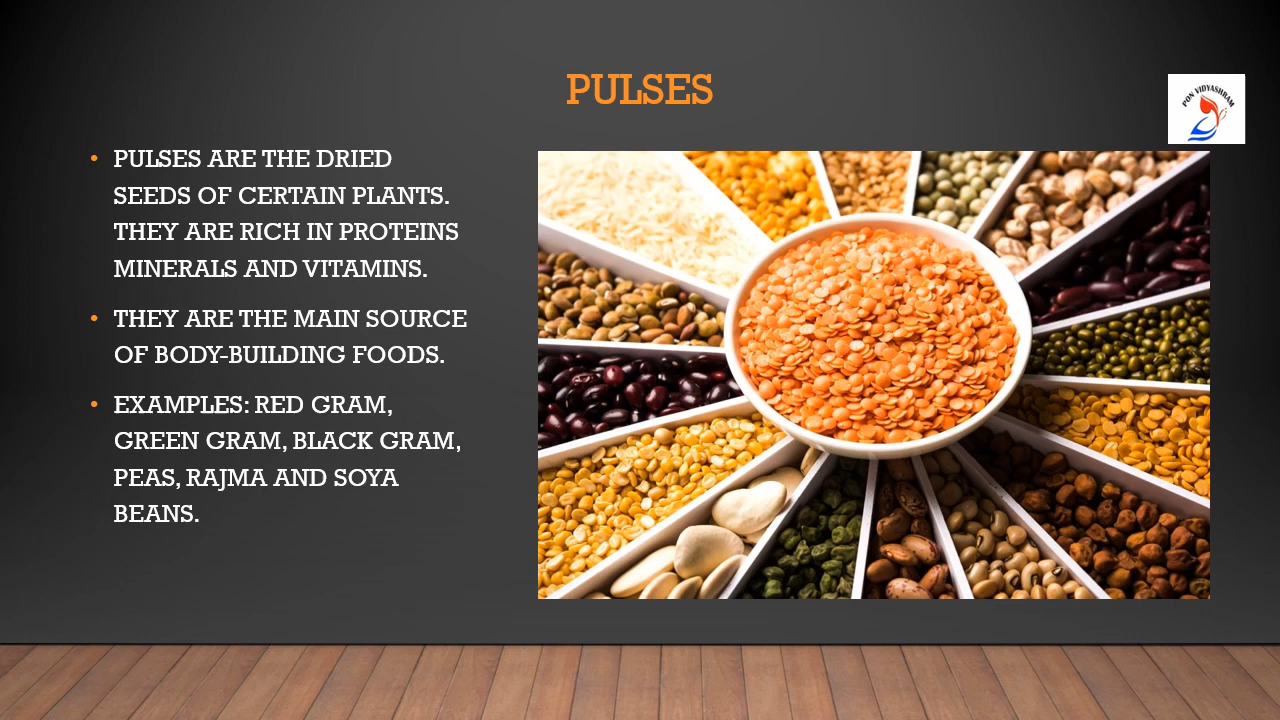 PULSES
PON VIDYASHRAM
• PULSES ARE THE DRIED
SEEDS OF CERTAIN PLANTS.
THEY ARE RICH IN PROTEINS
MINERALS AND VITAMINS.
• THEY ARE THE MAIN SOURCE
OF BODY-BUILDING FOODS.
• EXAMPLES: RED GRAM,
GREEN GRAM, BLACK GRAM,
PEAS, RAJMA AND SOYA
BEANS.